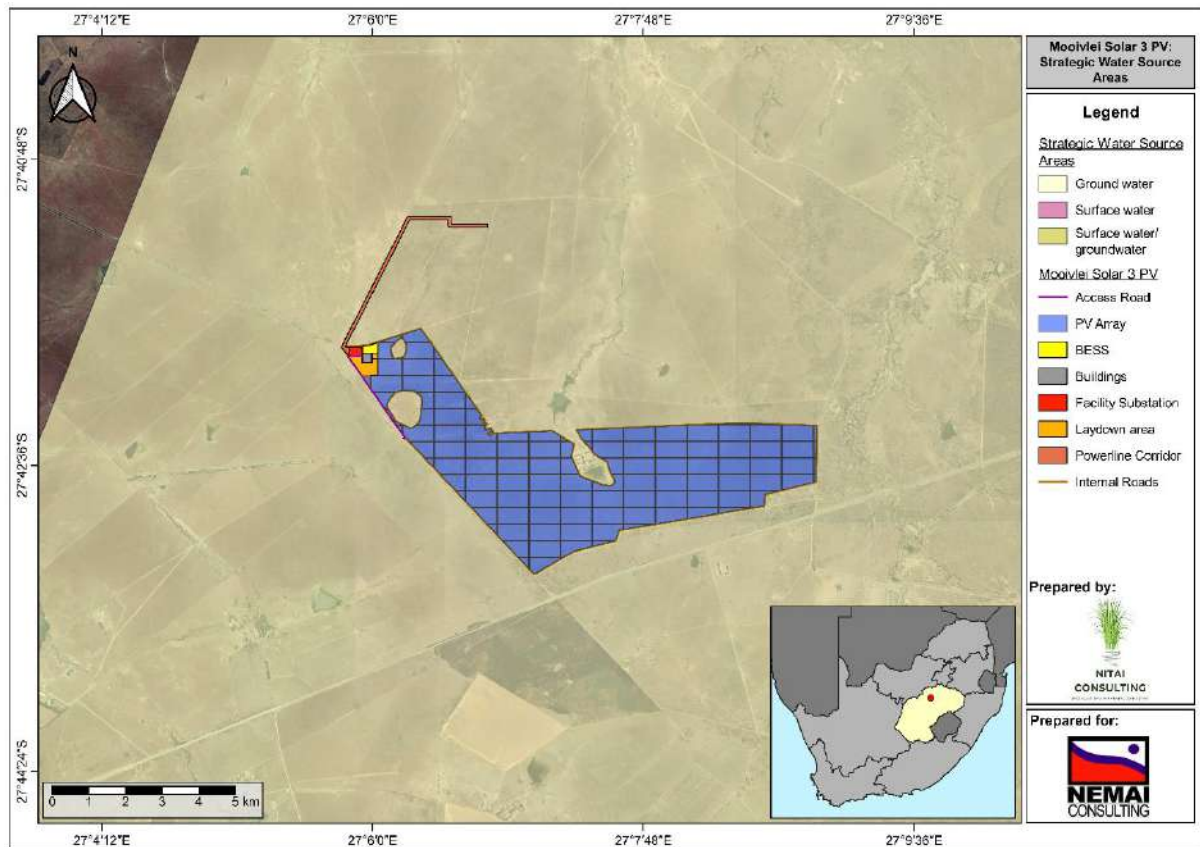 27°4'12"E
27°6'0"E
27°7'48"E
27°9'36"E
N
27°40'48"S
27°42'36"S
27°44'24"S
0 1 2 3 4 5 km
27°4'12"E
27°6'0"E
27°7'48"E
27°9'36"E
Mooivlei Solar 3 PV:
Strategic Water Source
Areas
Legend
Strategic Water Source
Areas
Ground water
Surface water
Surface water/
groundwater
Mooivlei Solar 3 PV
Access Road
PV Array
BESS
Buildings
Facility Substation
Laydown area
Powerline Corridor
Internal Roads
Prepared by:
NITAI
CONSULTING
Prepared for:
NEMAI
CONSULTING